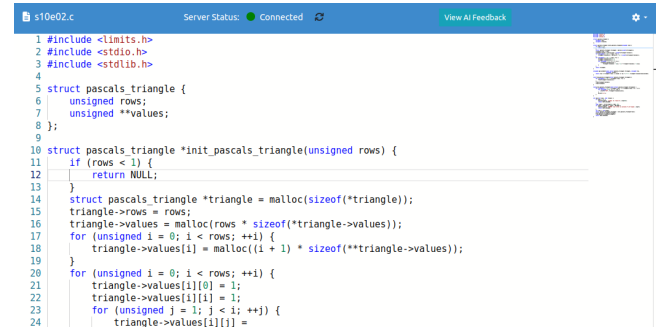 s10e02.c Server Status: Connected View AI Feedback
1 #include <limits.h>
2 #include <stdio.h>
3 #include <stdlib.h>
4
5 struct pascals_triangle {
6     unsigned rows;
7     unsigned **values;
8 };
9
10 struct pascals_triangle *init_pascals_triangle(unsigned rows) {
11     if (rows < 1) {
12         return NULL;
13     }
14     struct pascals_triangle *triangle = malloc(sizeof(*triangle));
15     triangle->rows = rows;
16     triangle->values = malloc(rows * sizeof(*triangle->values));
17     for (unsigned i = 0; i < rows; ++i) {
18         triangle->values[i] = malloc((i + 1) * sizeof(**triangle->values));
19     }
20     for (unsigned i = 0; i < rows; ++i) {
21         triangle->values[i][0] = 1;
22         triangle->values[i][i] = 1;
23         for (unsigned j = 1; j < i; ++j) {
24             triangle->values[i][j] =